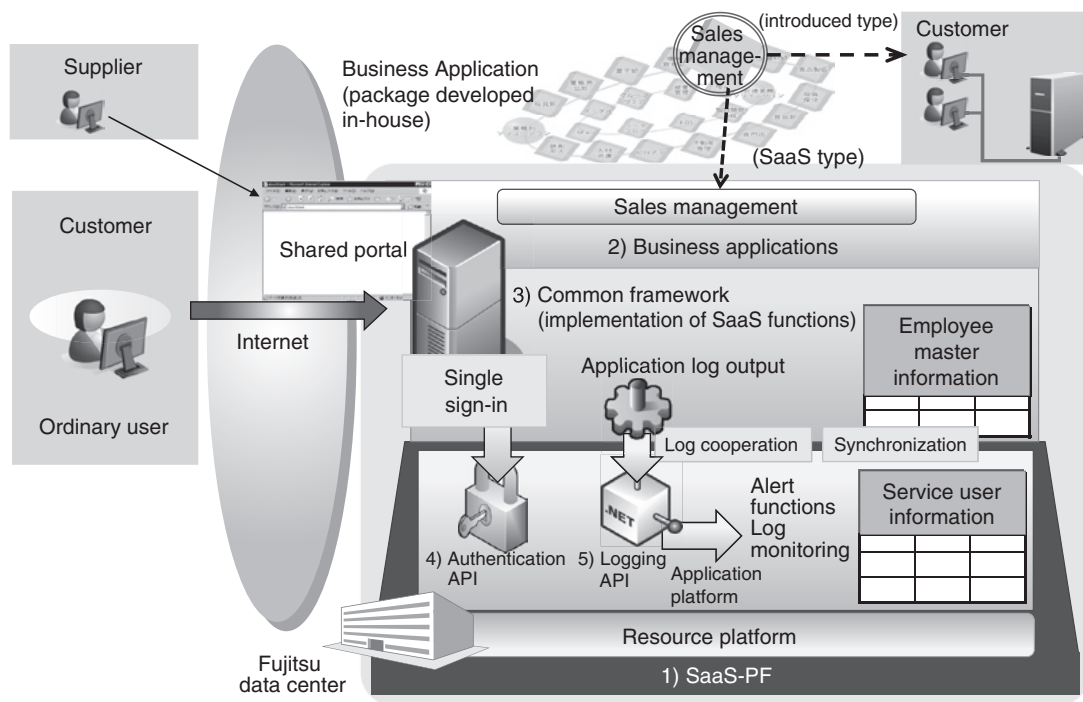 (introduced type)
Customer
Sales
manage-
ment
Supplier
Business Application
(package developed
in-house)
(SaaS type)
Customer
Ordinary user
Shared portal
Internet
Sales management
2) Business applications
3) Common framework
(implementation of SaaS functions)
Employee
master
information
Single
sign-in
Application log output
Log cooperation
Synchronization
.NET
Alert
functions
Log
monitoring
Service user
information
4) Authentication
API
5) Logging
API
Application
platform
Resource platform
Fujitsu
data center
1) SaaS-PF